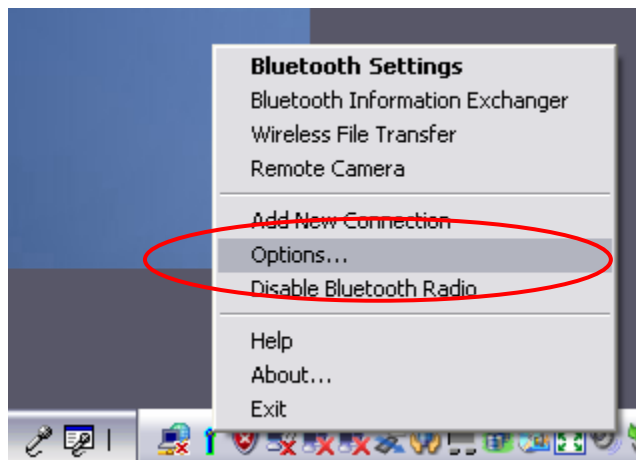 Bluetooth Settings
Bluetooth Information Exchanger
Wireless File Transfer
Remote Camera
Add New Connection
Options...
Disable Bluetooth Radio
Help
About...
Exit